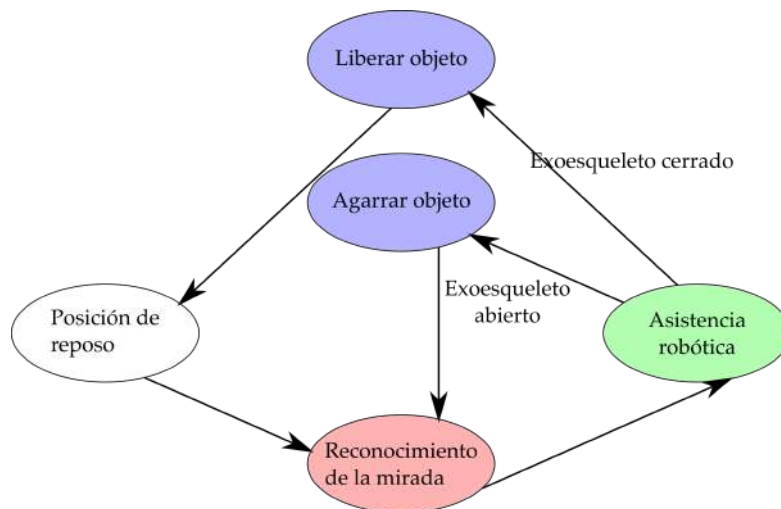 Liberar objeto
Exoesqueleto cerrado
Agarrar objeto
Exoesqueleto
abierto
Posición de
reposo
Asistencia
robótica
Reconocimiento
de la mirada